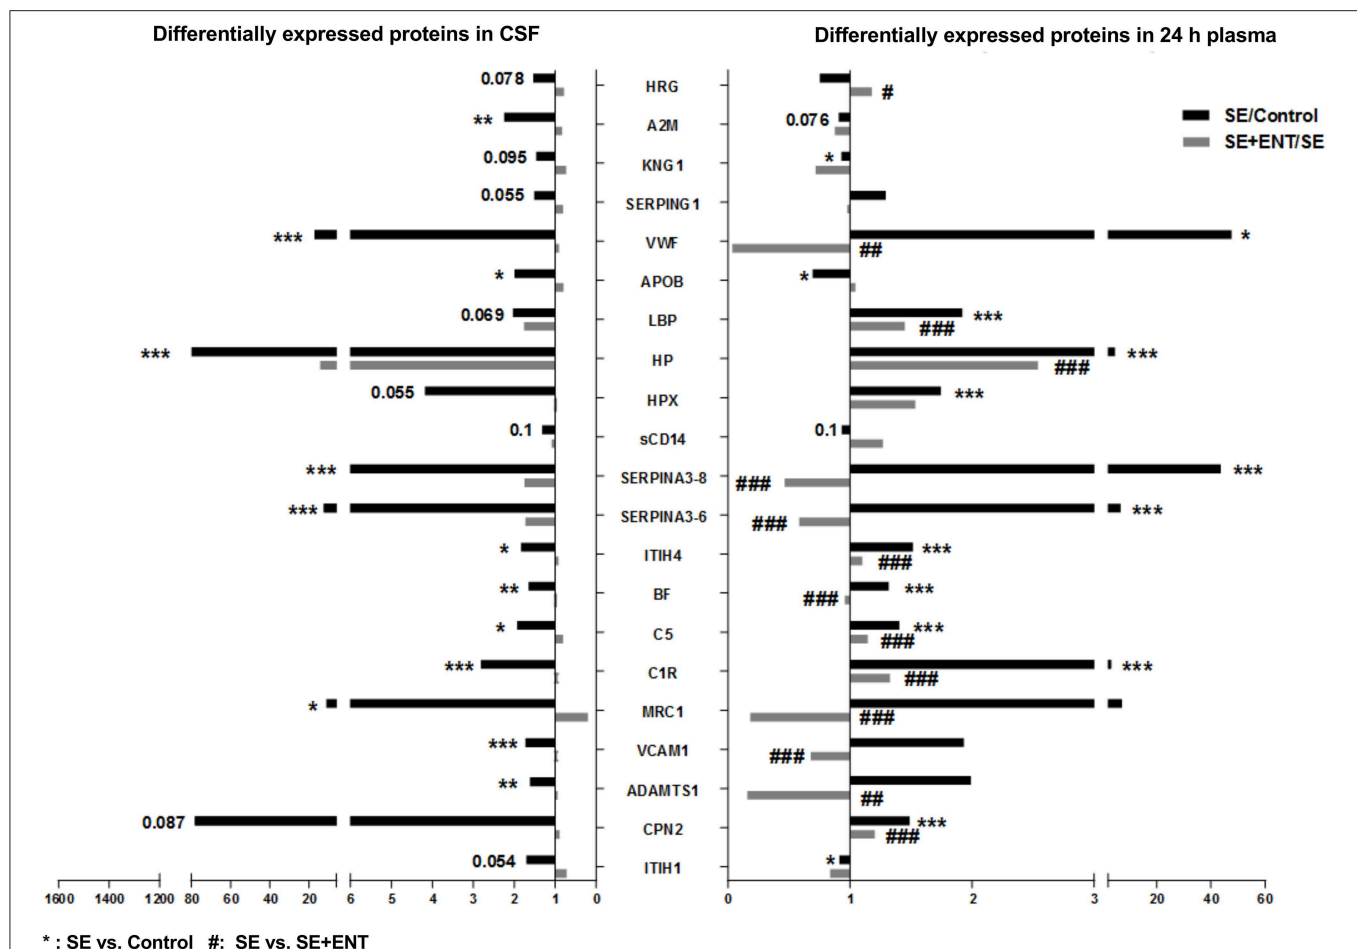 Differentially expressed proteins in CSF
Differentially expressed proteins in 24 h plasma
SE/Control
SE+ENT/SE
0.078 HRG #
** A2M 0.076
0.095 KNG1 *
0.055 SERPING1
*** VWF ## *
* APOB *
0.069 LBP *** ###
*** HP *** ###
0.055 HPX ***
0.1 sCD14 0.1
*** SERPINA3-8 ### ***
*** SERPINA3-6 ### ***
* ITIH4 *** ###
** BF ### ***
* C5 *** ###
*** C1R *** ###
* MRC1 ###
*** VCAM1 ###
** ADAMTS1 ##
0.087 CPN2 *** ###
0.054 ITIH1 *
1600 1200 80 60 40 20 6 5 4 3 2 1 0
0 1 2 3 20 40 60
* : SE vs. Control #: SE vs. SE+ENT